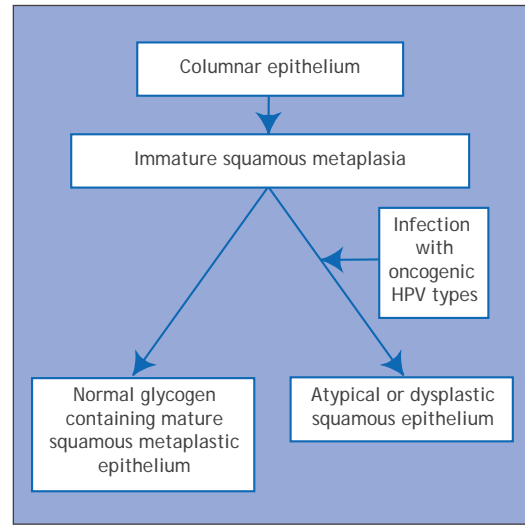 Columnar epithelium
Immature squamous metaplasia
Infection
with
oncogenic
HPV types
Normal glycogen
containing mature
squamous metaplastic
epithelium
Atypical or dysplastic
squamous epithelium